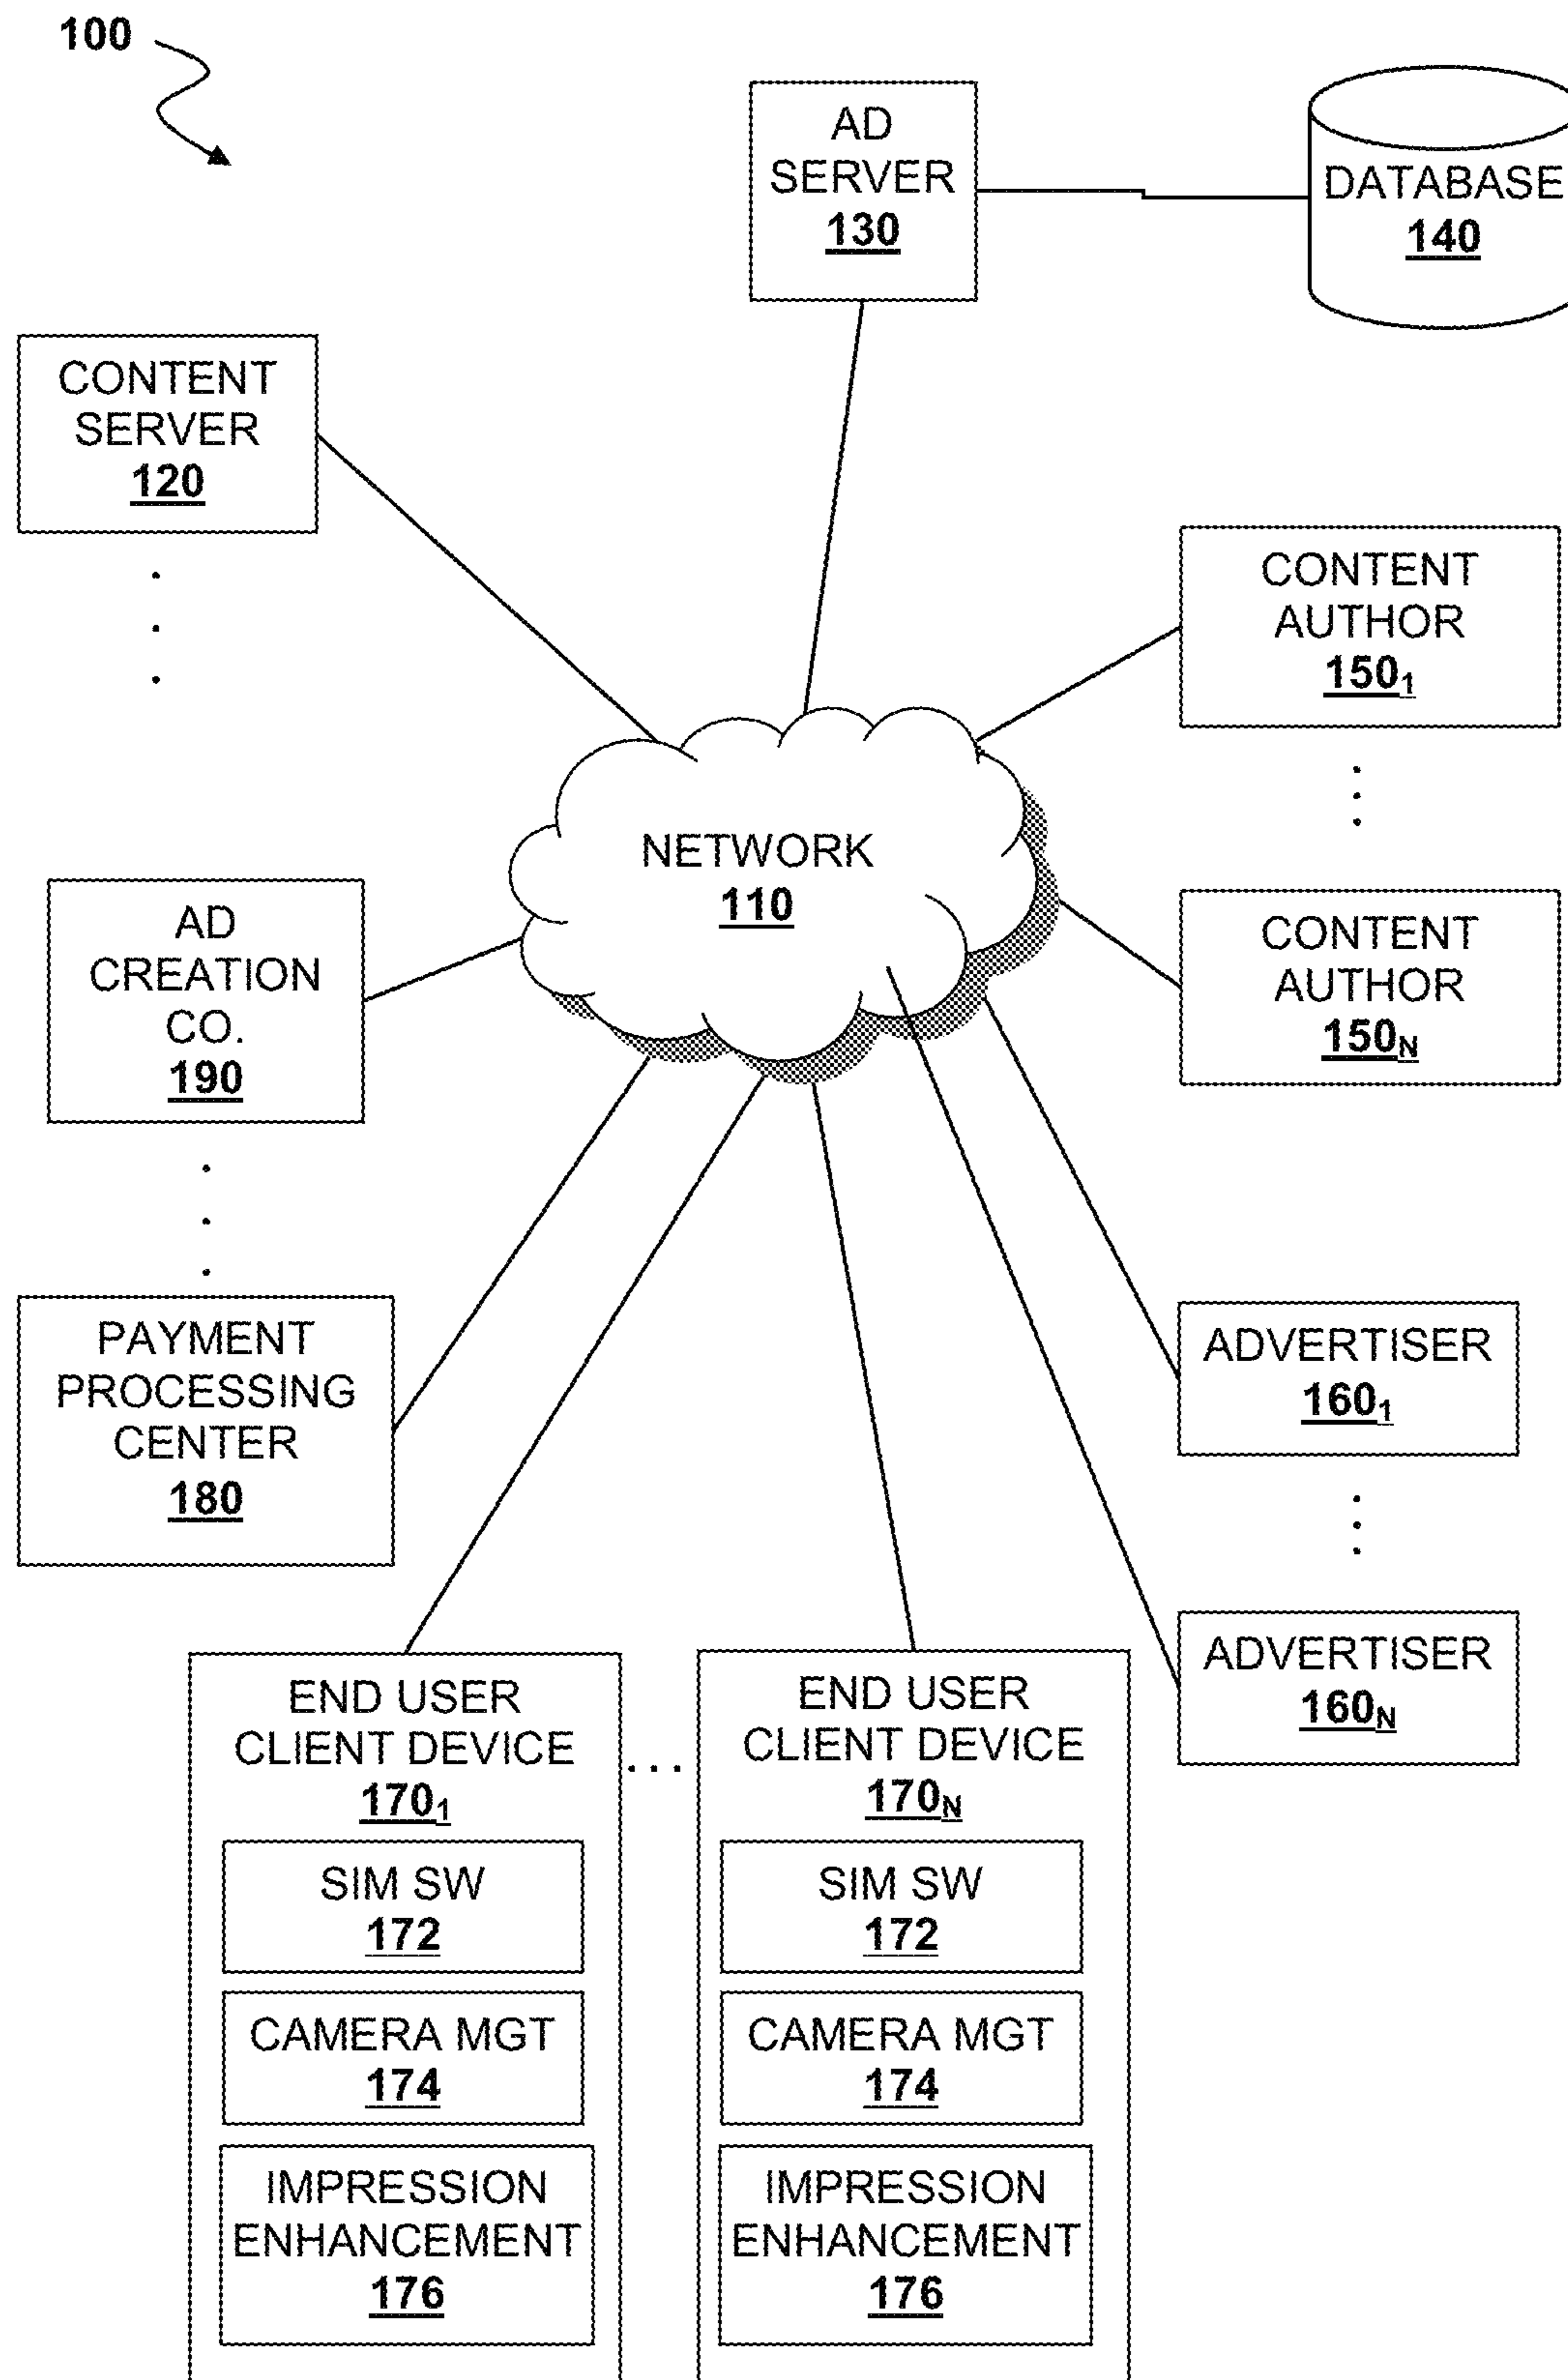 100
AD
SERVER
130
DATABASE
140
CONTENT
SERVER
120
CONTENT
AUTHOR
150₁
NETWORK
110
AD
CREATION
CO.
190
CONTENT
AUTHOR
150N
PAYMENT
PROCESSING
CENTER
180
ADVERTISER
160₁
ADVERTISER
160N
END USER
CLIENT DEVICE
170₁
SIM SW
172
CAMERA MGT
174
IMPRESSION
ENHANCEMENT
176
END USER
CLIENT DEVICE
170N
SIM SW
172
CAMERA MGT
174
IMPRESSION
ENHANCEMENT
176